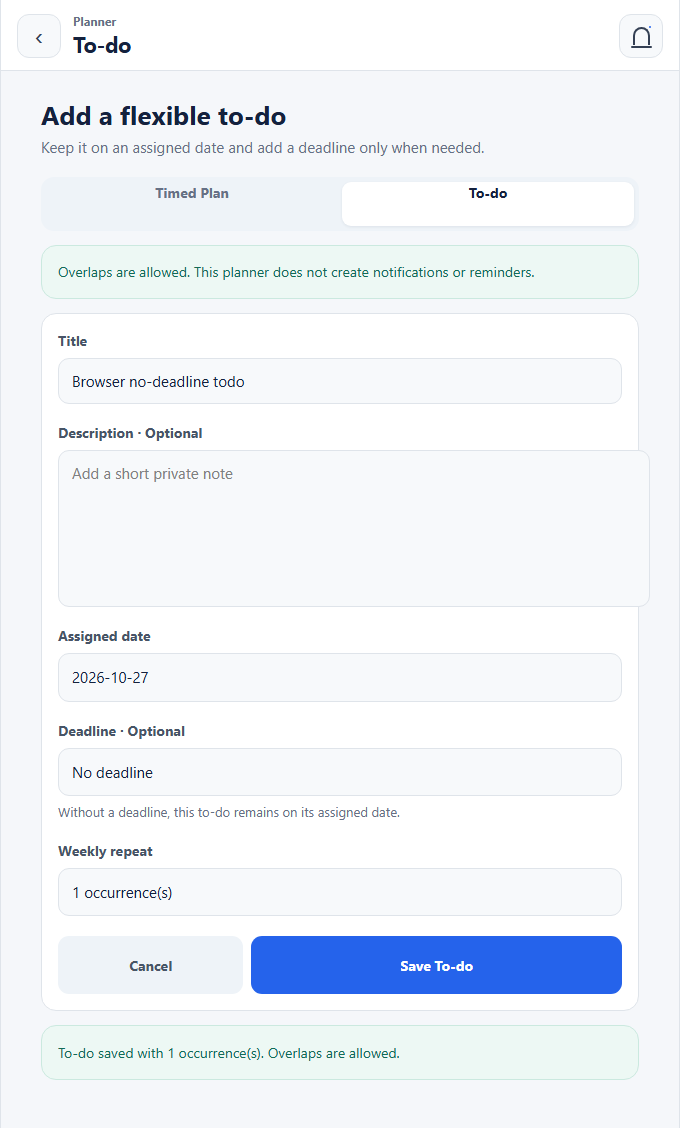 Planner
To-do
Add a flexible to-do
Keep it on an assigned date and add a deadline only when needed.
Timed Plan
To-do
Overlaps are allowed. This planner does not create notifications or reminders.
Title
Browser no-deadline todo
Description · Optional
Add a short private note
Assigned date
2026-10-27
Deadline · Optional
No deadline
Without a deadline, this to-do remains on its assigned date.
Weekly repeat
1 occurrence(s)
Cancel
Save To-do
To-do saved with 1 occurrence(s). Overlaps are allowed.